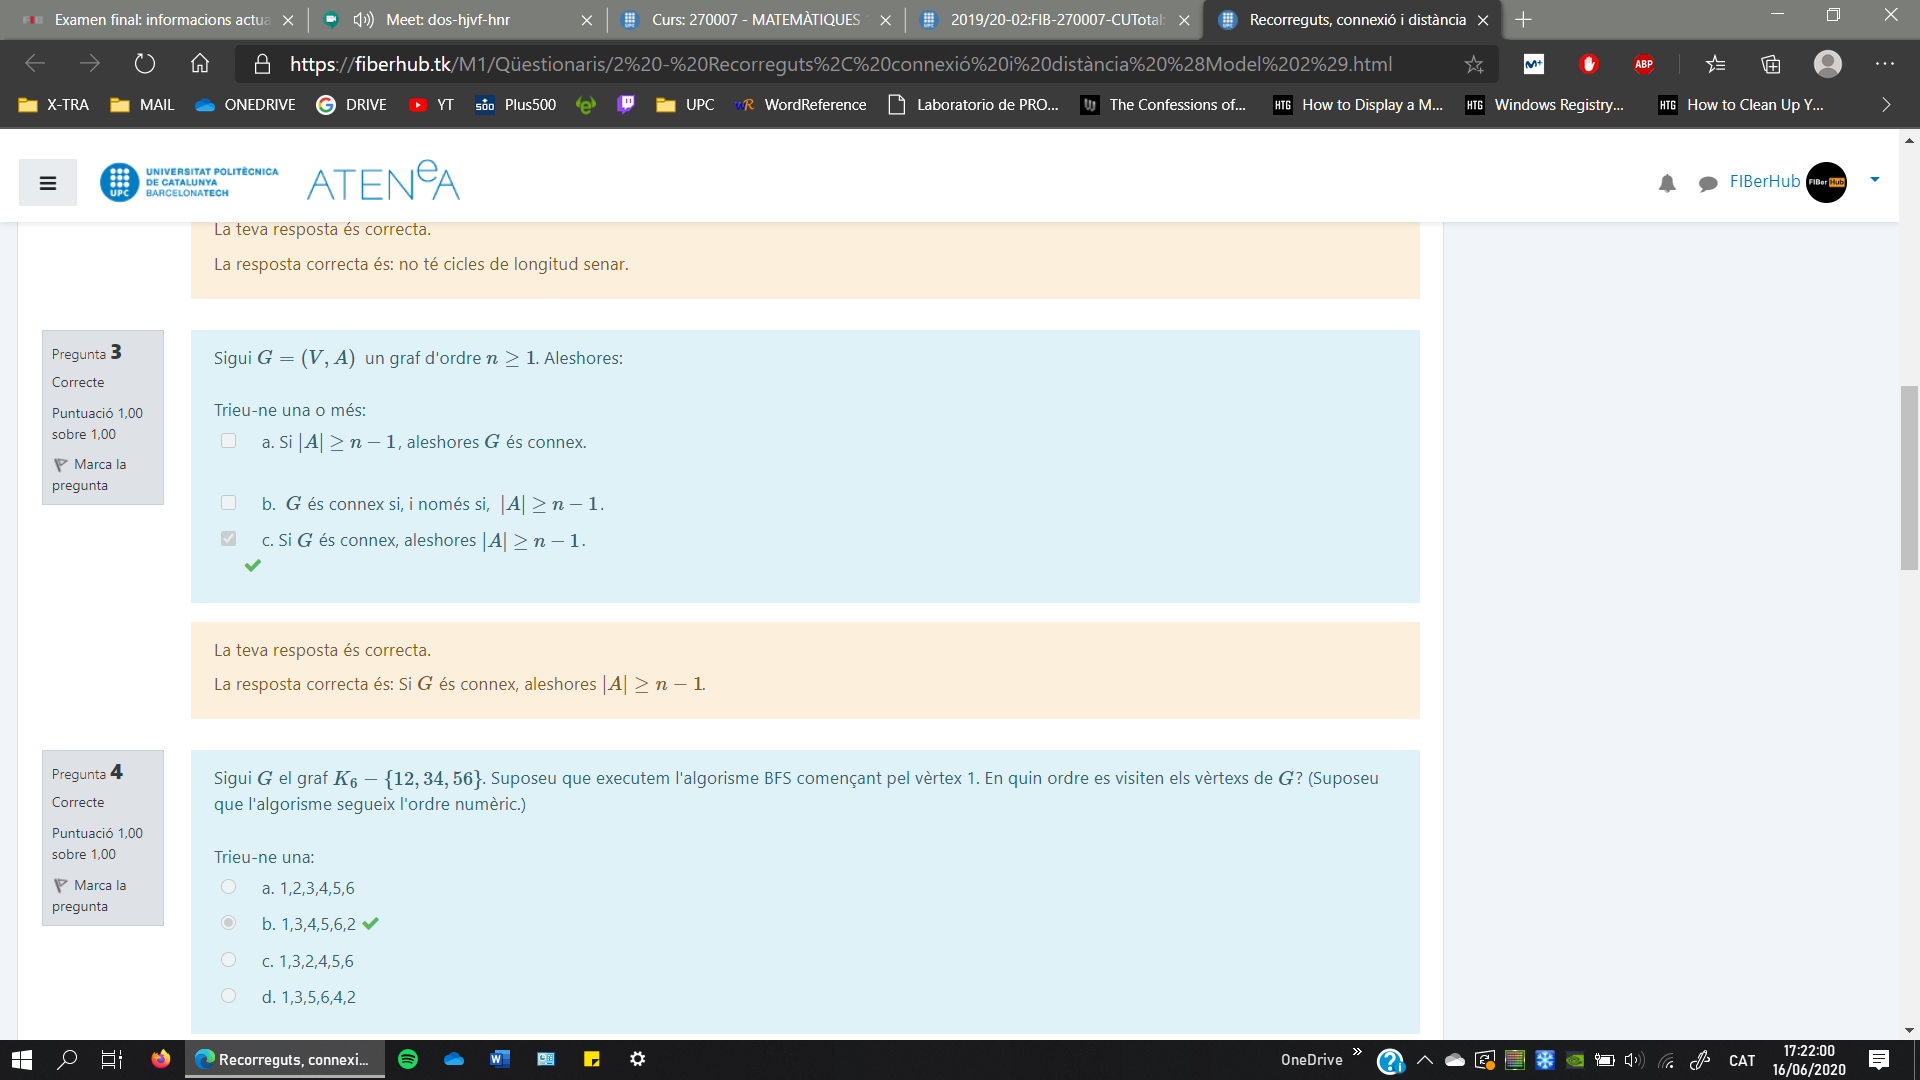 Examen final: informacions actua
Meet: dos-hjvf-hnr
Curs: 270007 - MATEMÀTIQUES
2019/20-02:FIB-270007-CUTotal:
Recorreguts, connexió i distància
https://fiberhub.tk/M1/Qüestionaris/2%20-%20Recorreguts%2C%20connexió%20i%20distància%20%28Model%202%29.html
X-TRA
MAIL
ONEDRIVE
DRIVE
YT
Plus500
UPC
WordReference
Laboratorio de PRO...
The Confessions of...
HTG How to Display a M...
HTG Windows Registry...
HTG How to Clean Up Y...
UPC
UNIVERSITAT POLITÈCNICA
DE CATALUNYA
BARCELONATECH
ATENeA
FIBerHub
FIBer Hub
La teva resposta és correcta.
La resposta correcta és: no té cicles de longitud senar.
Pregunta 3
Correcte
Puntuació 1,00
sobre 1,00
Marca la
pregunta
Sigui G = (V, A) un graf d'ordre n ≥ 1. Aleshores:
Trieu-ne una o més:
a. Si |A| ≥ n − 1, aleshores G és connex.
b. G és connex si, i només si, |A| ≥ n − 1.
c. Si G és connex, aleshores |A| ≥ n − 1.
La teva resposta és correcta.
La resposta correcta és: Si G és connex, aleshores |A| ≥ n − 1.
Pregunta 4
Correcte
Puntuació 1,00
sobre 1,00
Marca la
pregunta
Sigui G el graf K₆ − {12, 34, 56}. Suposeu que executem l'algorisme BFS començant pel vèrtex 1. En quin ordre es visiten els vèrtexs de G? (Suposeu
que l'algorisme segueix l'ordre numèric.)
Trieu-ne una:
a. 1,2,3,4,5,6
b. 1,3,4,5,6,2
c. 1,3,2,4,5,6
d. 1,3,5,6,4,2
Recorreguts, connexi...
OneDrive
CAT
17:22:00
16/06/2020